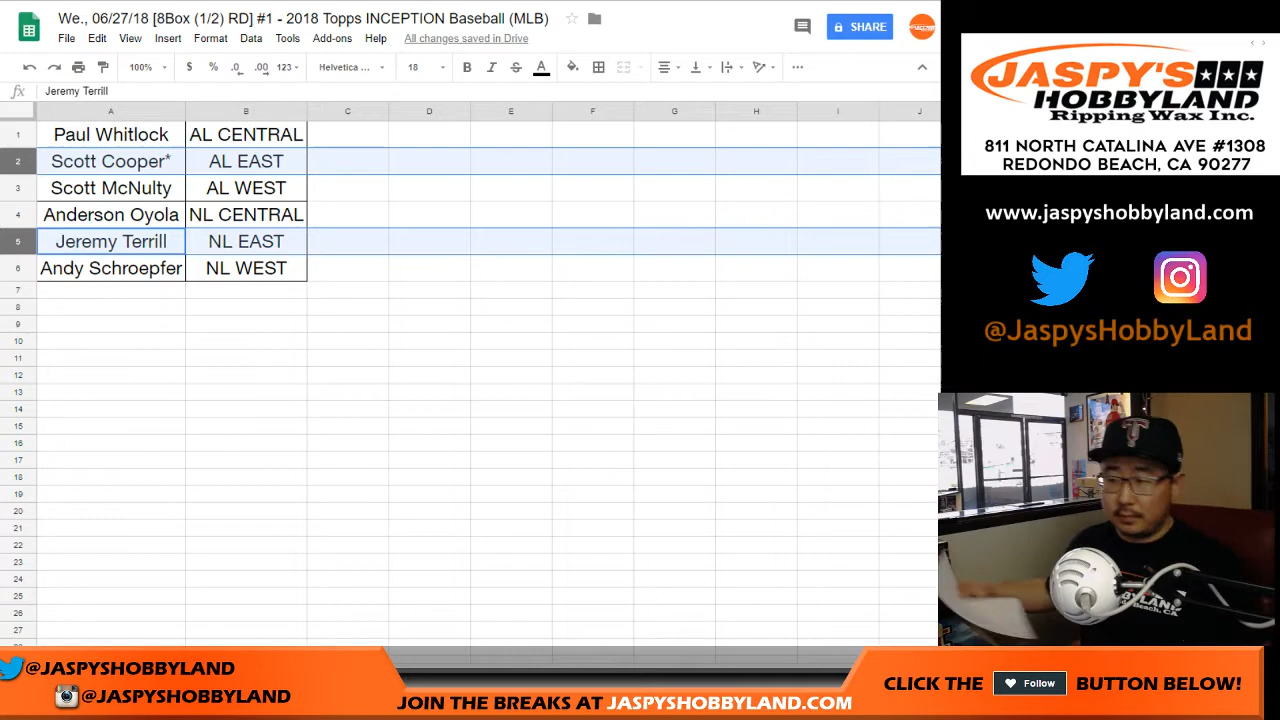 We., 06/27/18 [8Box (1/2) RD] #1 - 2018 Topps INCEPTION Baseball (MLB)
SHARE
File Edit View Insert Format Data Tools Add-ons Help All changes saved in Drive
100% $ % .0 .00 123 Helvetica ... 18 B I S A
fx Jeremy Terrill
A B C D E F G H I J
1 Paul Whitlock AL CENTRAL
2 Scott Cooper* AL EAST
3 Scott McNulty AL WEST
4 Anderson Oyola NL CENTRAL
5 Jeremy Terrill NL EAST
6 Andy Schroepfer NL WEST
7
8
9
10
11
12
13
14
15
16
17
18
19
20
21
22
23
24
25
26
27
JASPY'S
HOBBYLAND
Ripping Wax Inc.
811 NORTH CATALINA AVE #1308
REDONDO BEACH, CA 90277
www.jaspyshobbyland.com
@JaspysHobbyLand
@JASPYSHOBBYLAND
@JASPYSHOBBYLAND
JOIN THE BREAKS AT JASPYSHOBBYLAND.COM
CLICK THE Follow BUTTON BELOW!